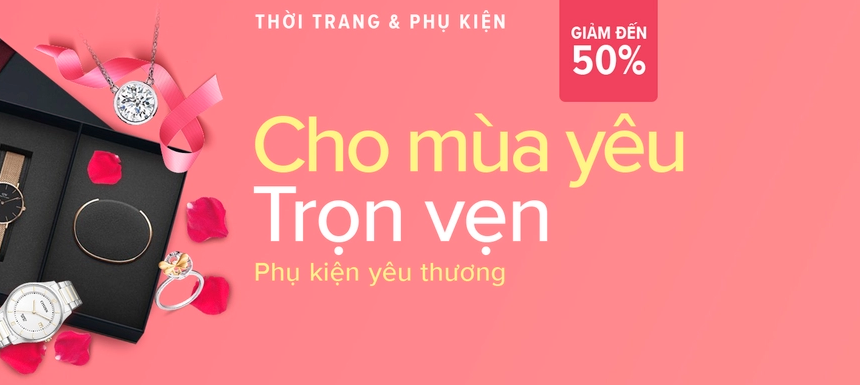 THỜI TRANG & PHỤ KIỆN
GIẢM ĐẾN
50%
Cho mùa yêu
Trọn vẹn
Phụ kiện yêu thương